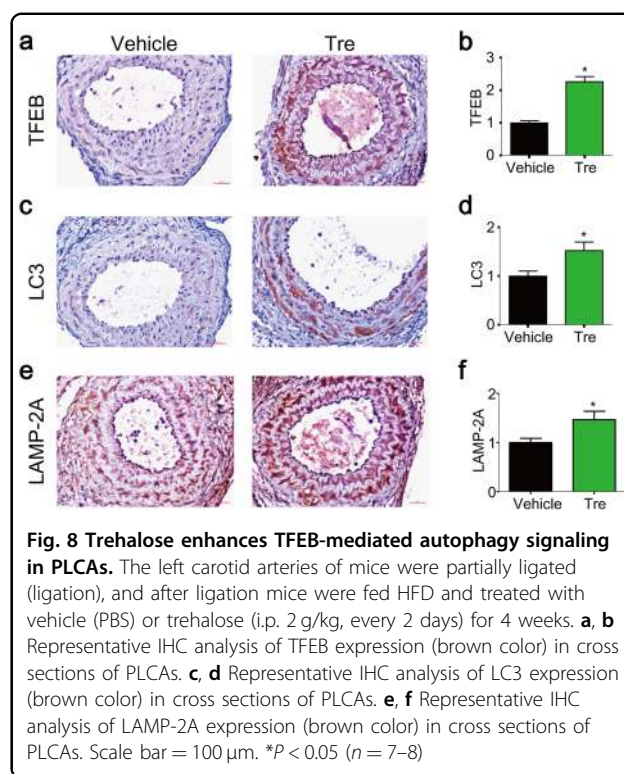 a
Vehicle
Tre
b
TFEB
TFEB
3
2
1
0
*
Vehicle Tre
c
d
LC3
LC3
2
1
0
*
Vehicle Tre
e
f
LAMP-2A
LAMP-2A
2
1
0
*
Vehicle Tre
Fig. 8 Trehalose enhances TFEB-mediated autophagy signaling
in PLCAs. The left carotid arteries of mice were partially ligated
(ligation), and after ligation mice were fed HFD and treated with
vehicle (PBS) or trehalose (i.p. 2 g/kg, every 2 days) for 4 weeks. a, b
Representative IHC analysis of TFEB expression (brown color) in cross
sections of PLCAs. c, d Representative IHC analysis of LC3 expression
(brown color) in cross sections of PLCAs. e, f Representative IHC
analysis of LAMP-2A expression (brown color) in cross sections of
PLCAs. Scale bar = 100 μm. *P < 0.05 (n = 7–8)